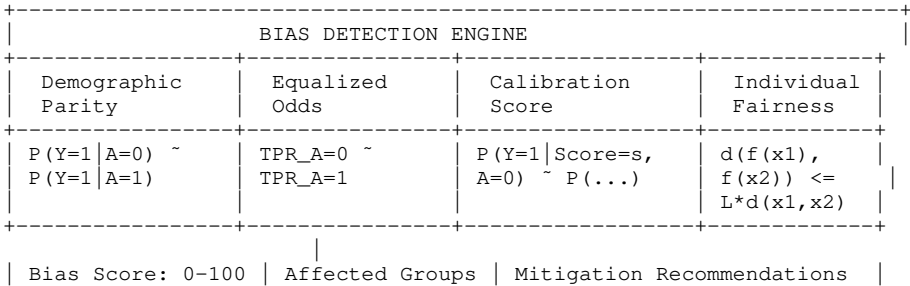 BIAS DETECTION ENGINE
Demographic | Equalized | Calibration | Individual
Parity | Odds | Score | Fairness
P(Y=1|A=0) ~ | TPR_A=0 ~ | P(Y=1|Score=s, | d(f(x1),
P(Y=1|A=1) | TPR_A=1 | A=0) ~ P(...) | f(x2)) <=
L*d(x1,x2)
| Bias Score: 0-100 | Affected Groups | Mitigation Recommendations |